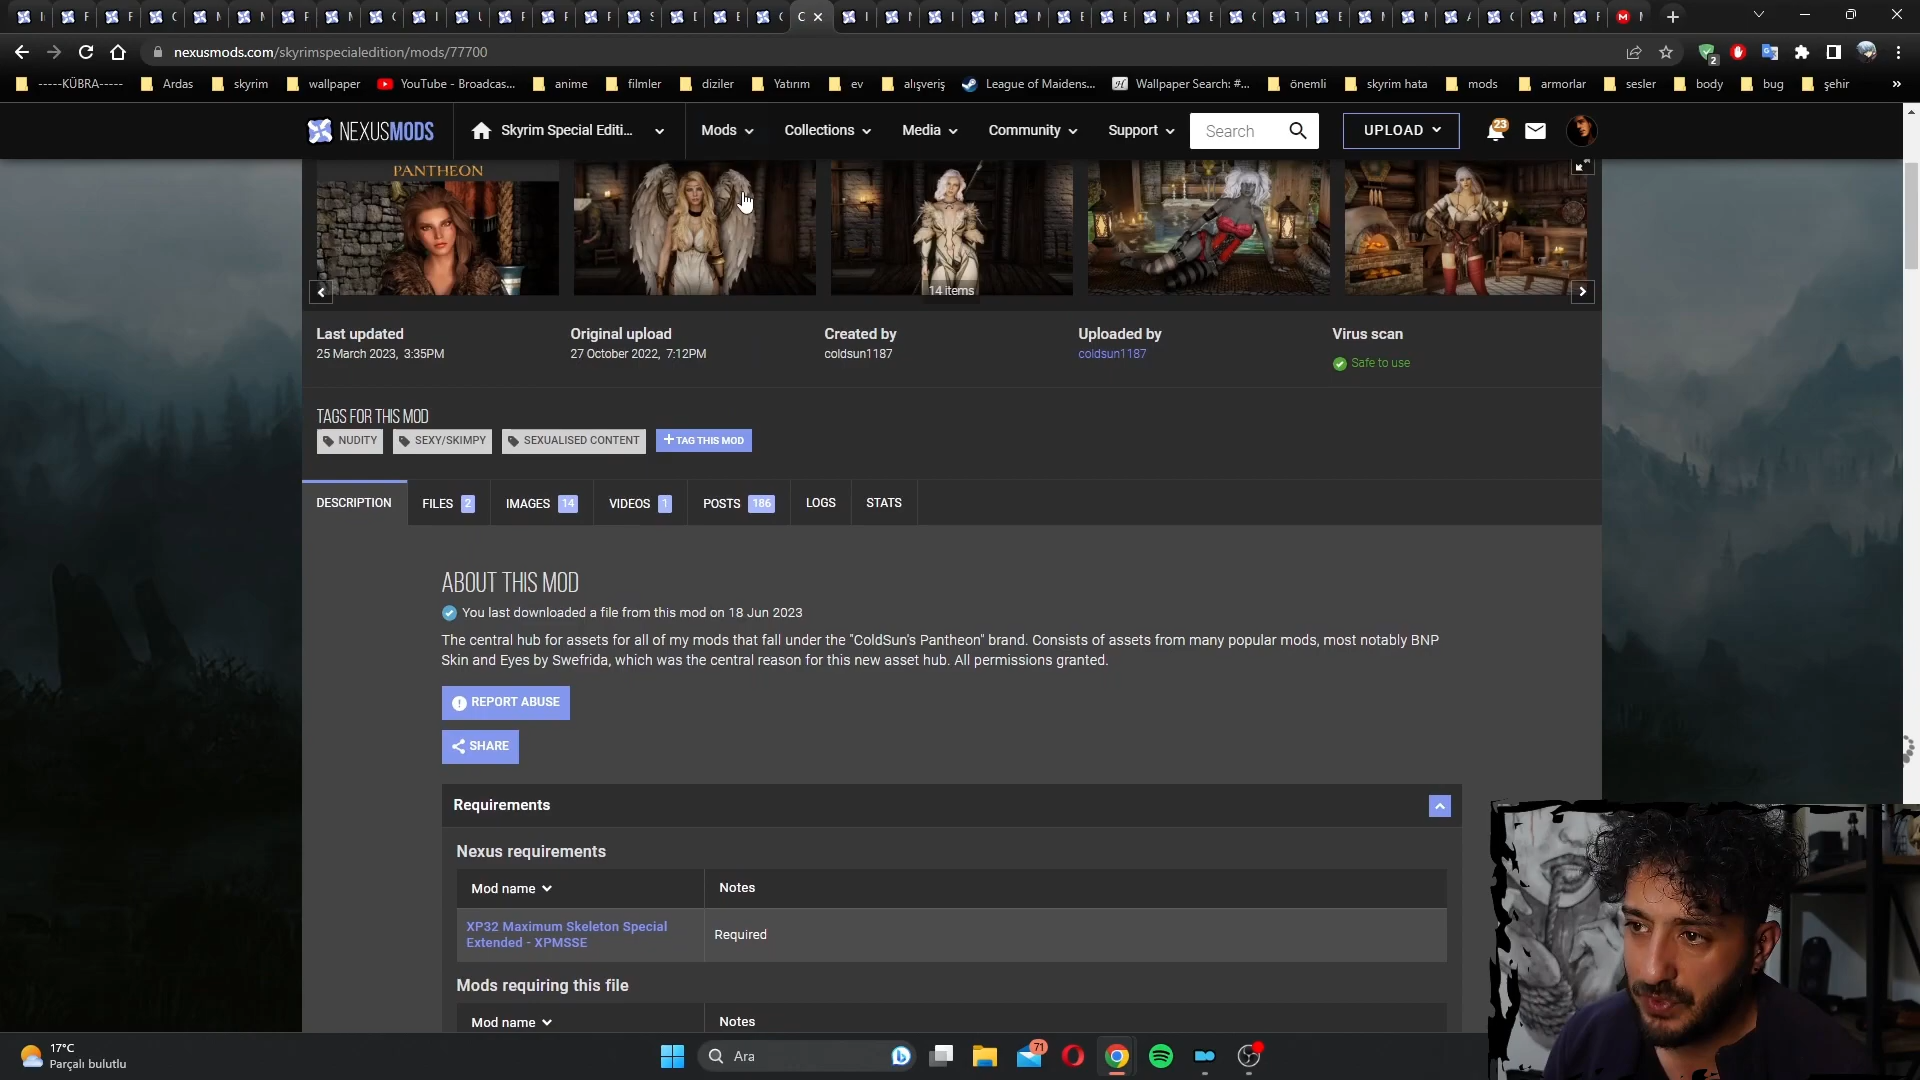 nexusmods.com/skyrimspecialedition/mods/77700
-----KÜBRA----- Ardas skyrim wallpaper YouTube - Broadcas... anime filmler diziler Yatırım ev alışveriş League of Maidens... Wallpaper Search: #... önemli skyrim hata mods armorlar sesler body bug şehir »
NEXUSMODS Skyrim Special Editi... Mods Collections Media Community Support Search UPLOAD 23
PANTHEON
14 items
Last updated Original upload Created by Uploaded by Virus scan
25 March 2023, 3:35PM 27 October 2022, 7:12PM coldsun1187 coldsun1187 Safe to use
TAGS FOR THIS MOD
NUDITY SEXY/SKIMPY SEXUALISED CONTENT + TAG THIS MOD
DESCRIPTION FILES 2 IMAGES 14 VIDEOS 1 POSTS 186 LOGS STATS
ABOUT THIS MOD
You last downloaded a file from this mod on 18 Jun 2023
The central hub for assets for all of my mods that fall under the "ColdSun's Pantheon" brand. Consists of assets from many popular mods, most notably BNP
Skin and Eyes by Swefrida, which was the central reason for this new asset hub. All permissions granted.
REPORT ABUSE
SHARE
Requirements
Nexus requirements
Mod name Notes
XP32 Maximum Skeleton Special
Extended - XPMSSE
Required
Mods requiring this file
Mod name Notes
17°C
Parçalı bulutlu
Ara
71